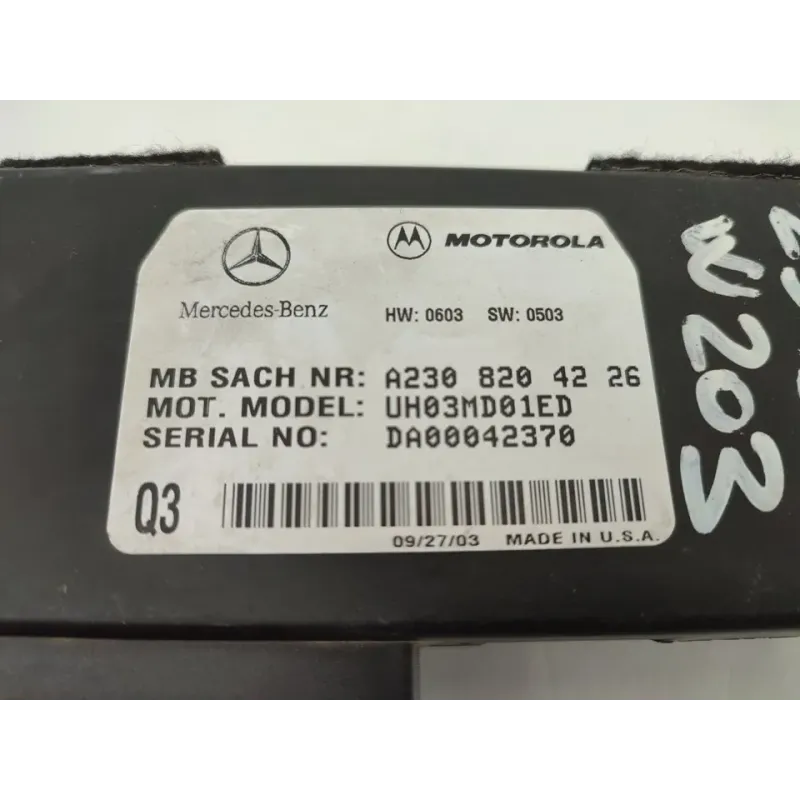 MOTOROLA
Mercedes-Benz
HW: 0603 SW: 0503
MB SACH NR: A230 820 42 26
MOT. MODEL: UH03MD01ED
SERIAL NO: DA00042370
Q3
09/27/03 MADE IN U.S.A.
W203